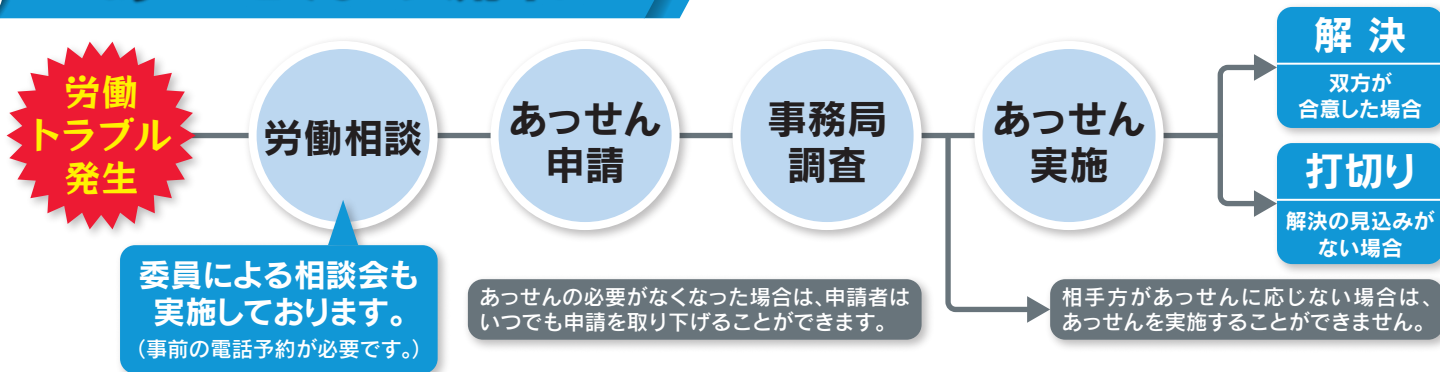 労働
トラブル
発生
労働相談
あっせん
申請
事務局
調査
あっせん
実施
解決
双方が
合意した場合
打切り
解決の見込みが
ない場合
委員による相談会も
実施しております。
(事前の電話予約が必要です。)
あっせんの必要がなくなった場合は、申請者は
いつでも申請を取り下げることができます。
相手方があっせんに応じない場合は、
あっせんを実施することができません。